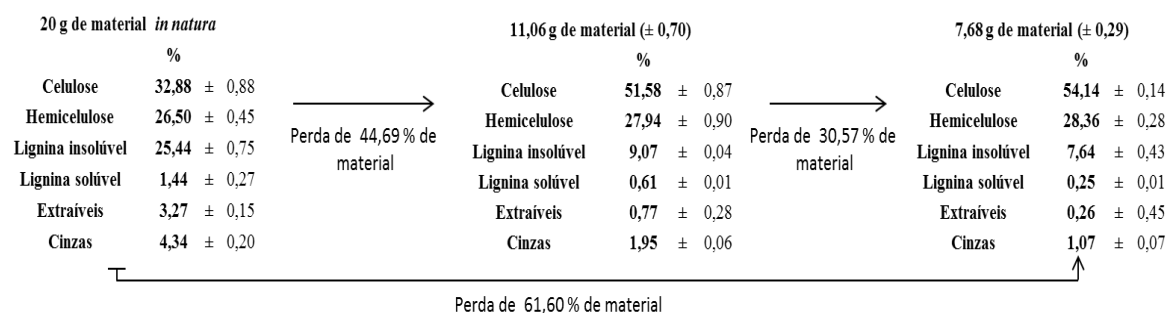 20 g de material in natura
%
Celulose 32,88 ± 0,88
Hemicelulose 26,50 ± 0,45
Lignina insolúvel 25,44 ± 0,75
Lignina solúvel 1,44 ± 0,27
Extraíveis 3,27 ± 0,15
Cinzas 4,34 ± 0,20
Perda de 44,69 % de
material
11,06 g de material (± 0,70)
%
Celulose 51,58 ± 0,87
Hemicelulose 27,94 ± 0,90
Lignina insolúvel 9,07 ± 0,04
Lignina solúvel 0,61 ± 0,01
Extraíveis 0,77 ± 0,28
Cinzas 1,95 ± 0,06
Perda de 30,57 % de
material
7,68 g de material (± 0,29)
%
Celulose 54,14 ± 0,14
Hemicelulose 28,36 ± 0,28
Lignina insolúvel 7,64 ± 0,43
Lignina solúvel 0,25 ± 0,01
Extraíveis 0,26 ± 0,45
Cinzas 1,07 ± 0,07
Perda de 61,60 % de material